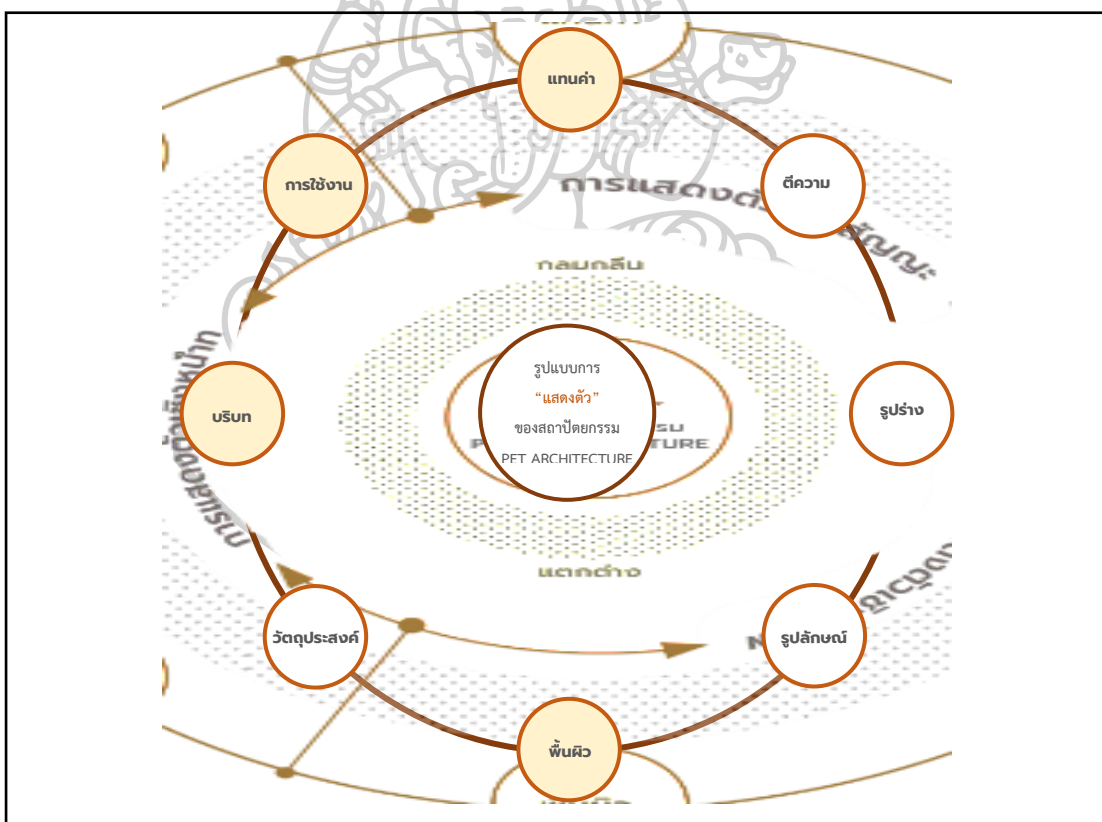 แทนค่า
การใช้งาน
ตีความ
การแสดงตั
สัญญะ
กลมกลืน
รูปแบบการ
“แสดงตัว”
ของสถาปัตยกรรม
PET ARCHITECTURE
บริบท
รูปร่าง
แตกต่าง
วัตถุประสงค์
รูปลักษณ์
พื้นผิว